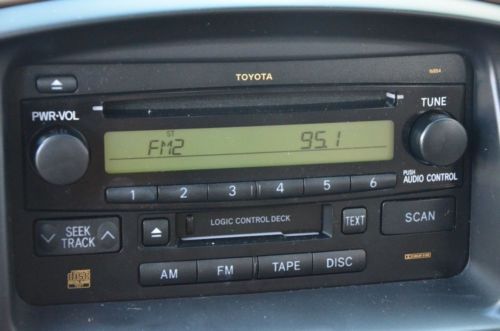 TOYOTA
PWR•VOL
TUNE
ST
FM2 95.1
PUSH
AUDIO CONTROL
1 2 3 4 5 6
SEEK
TRACK
LOGIC CONTROL DECK
TEXT
SCAN
AM FM TAPE DISC